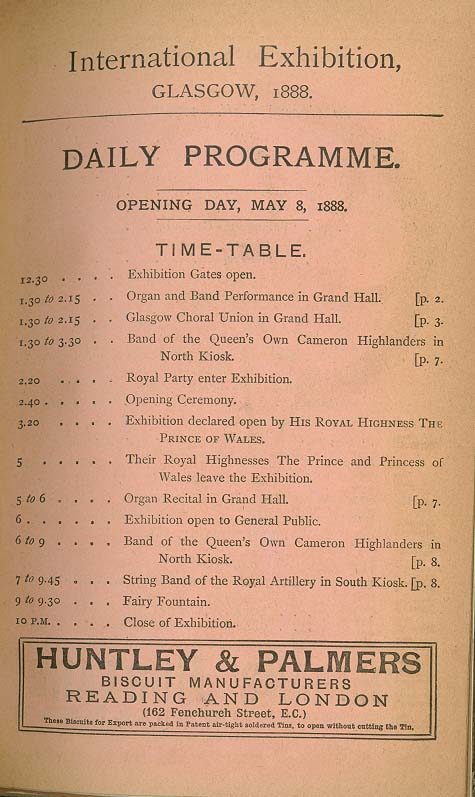 International Exhibition,
GLASGOW, 1888.
DAILY PROGRAMME.
OPENING DAY, MAY 8, 1888.
TIME-TABLE.
12.30 . . . . Exhibition Gates open.
1.30 to 2.15 . . Organ and Band Performance in Grand Hall. [p. 2.
1.30 to 2.15 . . Glasgow Choral Union in Grand Hall. [p. 3.
1.30 to 3.30 . . Band of the Queen's Own Cameron Highlanders in
North Kiosk. [p. 7.
2.20 . . . . . Royal Party enter Exhibition.
2.40 . . . . . Opening Ceremony.
3.20 . . . . Exhibition declared open by HIS ROYAL HIGHNESS THE
PRINCE OF WALES.
5 . . . . . Their Royal Highnesses The Prince and Princess of
Wales leave the Exhibition.
5 to 6 . . . . Organ Recital in Grand Hall. [p. 7.
6 . . . . . Exhibition open to General Public.
6 to 9 . . . . Band of the Queen's Own Cameron Highlanders in
North Kiosk. [p. 8.
7 to 9.45 . . . String Band of the Royal Artillery in South Kiosk. [p. 8.
9 to 9.30 . . . Fairy Fountain.
10 P.M. . . . . Close of Exhibition.
HUNTLEY & PALMERS
BISCUIT MANUFACTURERS
READING AND LONDON
(162 Fenchurch Street, E.C.)
These Biscuits for Export are packed in Patent air-tight soldered Tins, to open without cutting the Tin.